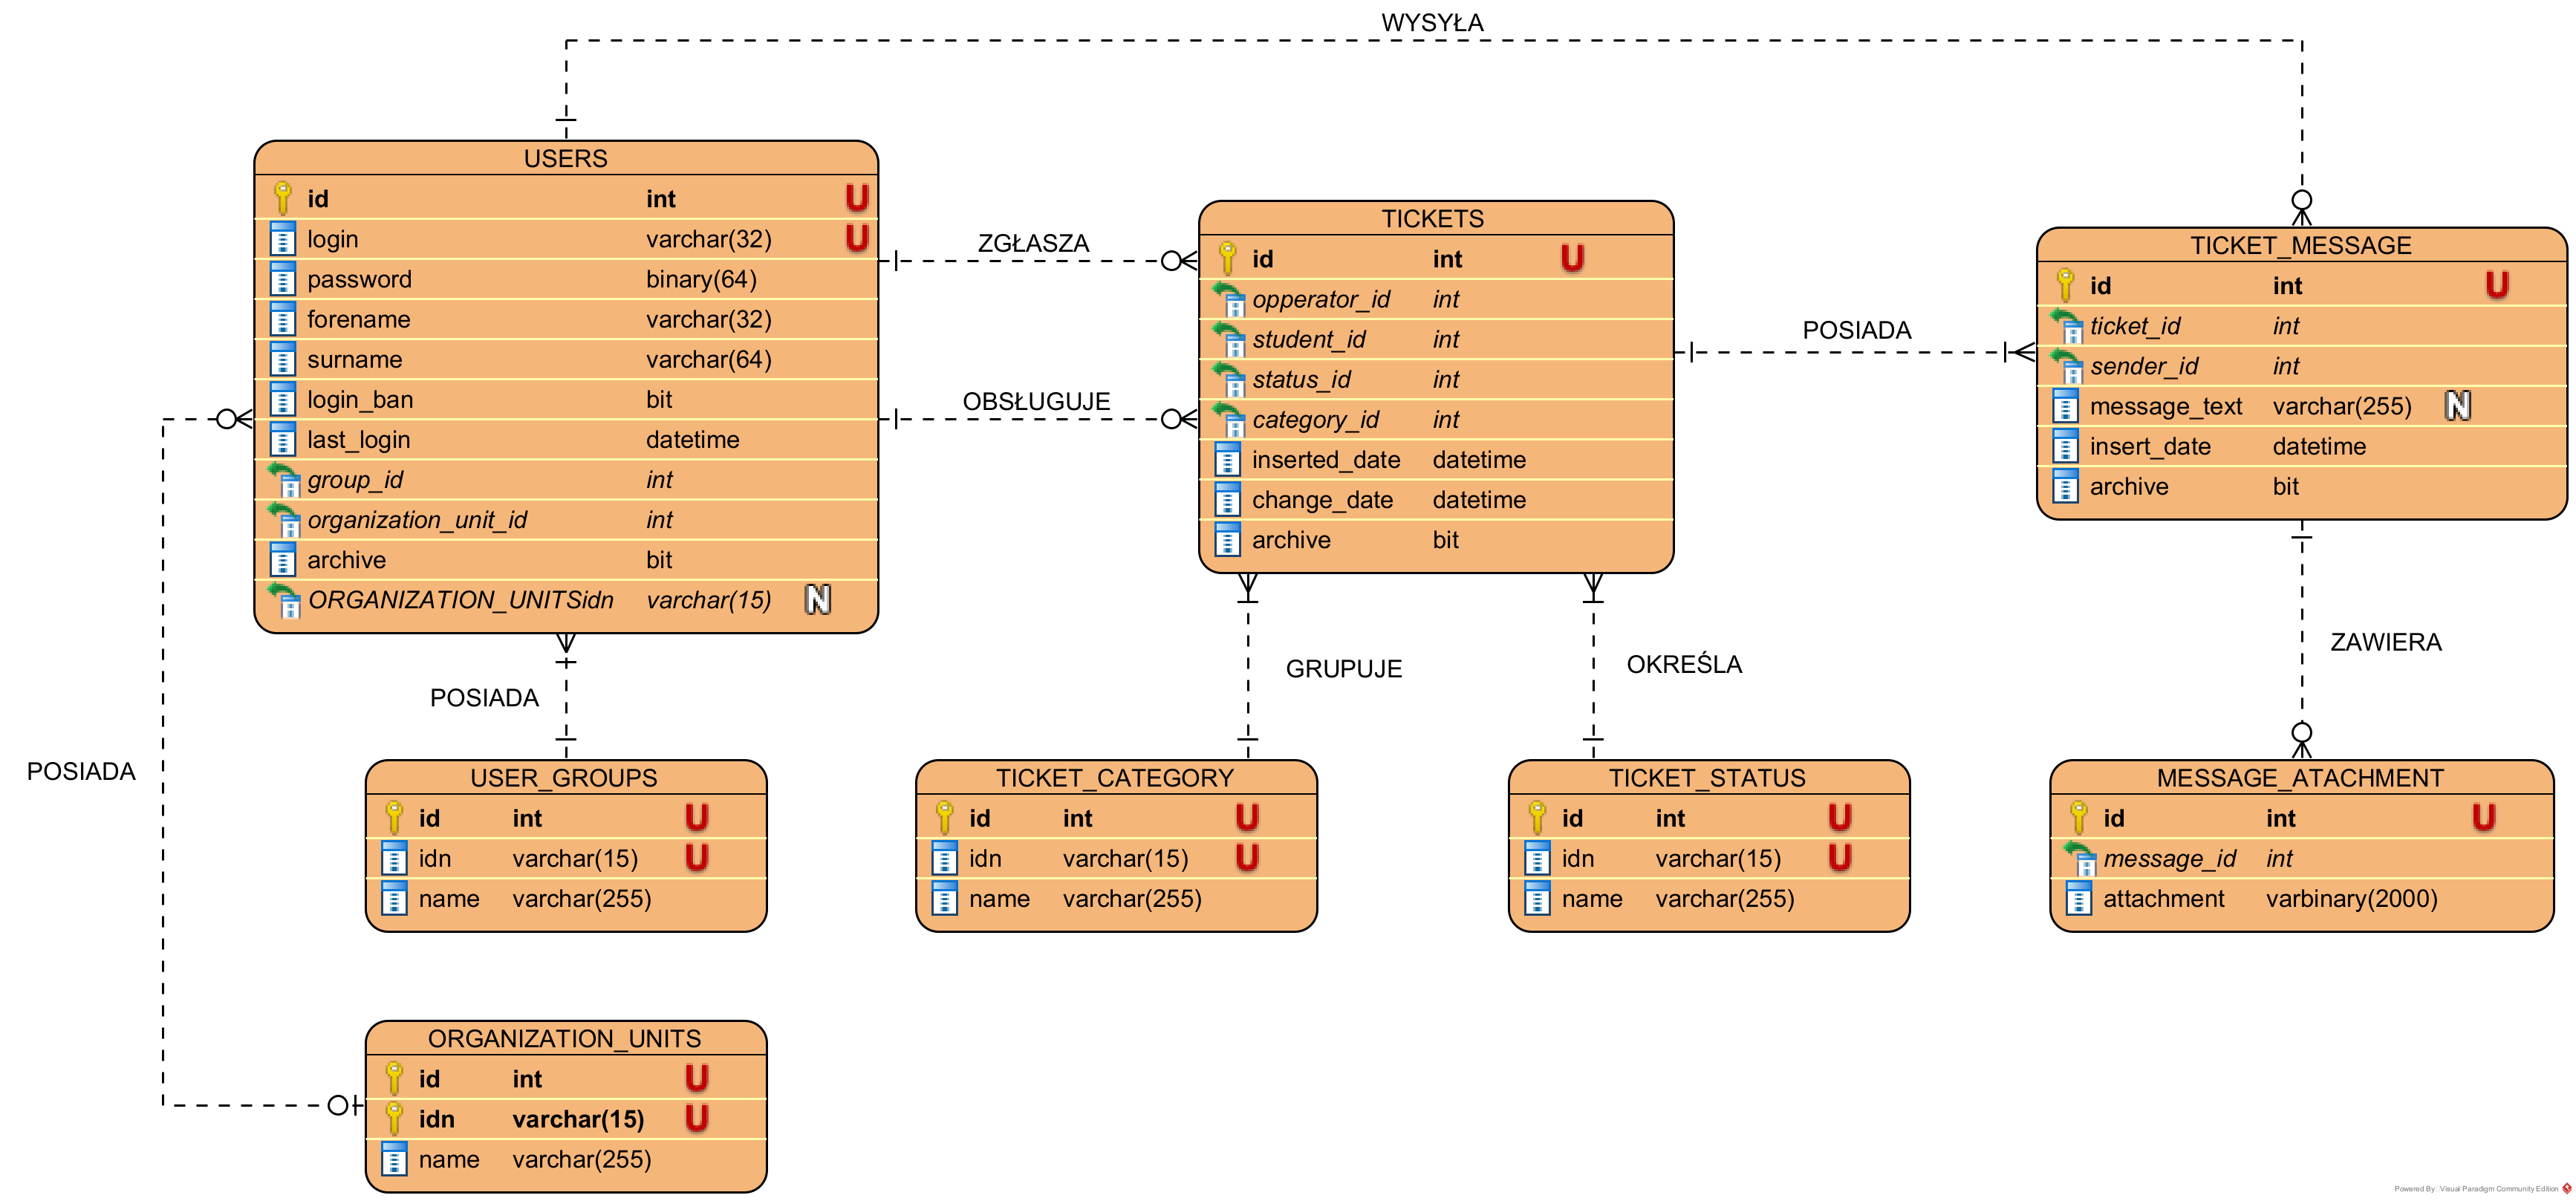 WYSYŁA
USERS
id int U
login varchar(32) U
password binary(64)
forename varchar(32)
surname varchar(64)
login_ban bit
last_login datetime
group_id int
organization_unit_id int
archive bit
ORGANIZATION_UNITSidn varchar(15) N
ZGŁASZA
OBSŁUGUJE
TICKETS
id int U
opperator_id int
student_id int
status_id int
category_id int
inserted_date datetime
change_date datetime
archive bit
POSIADA
TICKET_MESSAGE
id int U
ticket_id int
sender_id int
message_text varchar(255) N
insert_date datetime
archive bit
POSIADA
POSIADA
GRUPUJE
OKREŚLA
ZAWIERA
USER_GROUPS
id int U
idn varchar(15) U
name varchar(255)
TICKET_CATEGORY
id int U
idn varchar(15) U
name varchar(255)
TICKET_STATUS
id int U
idn varchar(15) U
name varchar(255)
MESSAGE_ATACHMENT
id int U
message_id int
attachment varbinary(2000)
ORGANIZATION_UNITS
id int U
idn varchar(15) U
name varchar(255)
Powered By: Visual Paradigm Community Edition